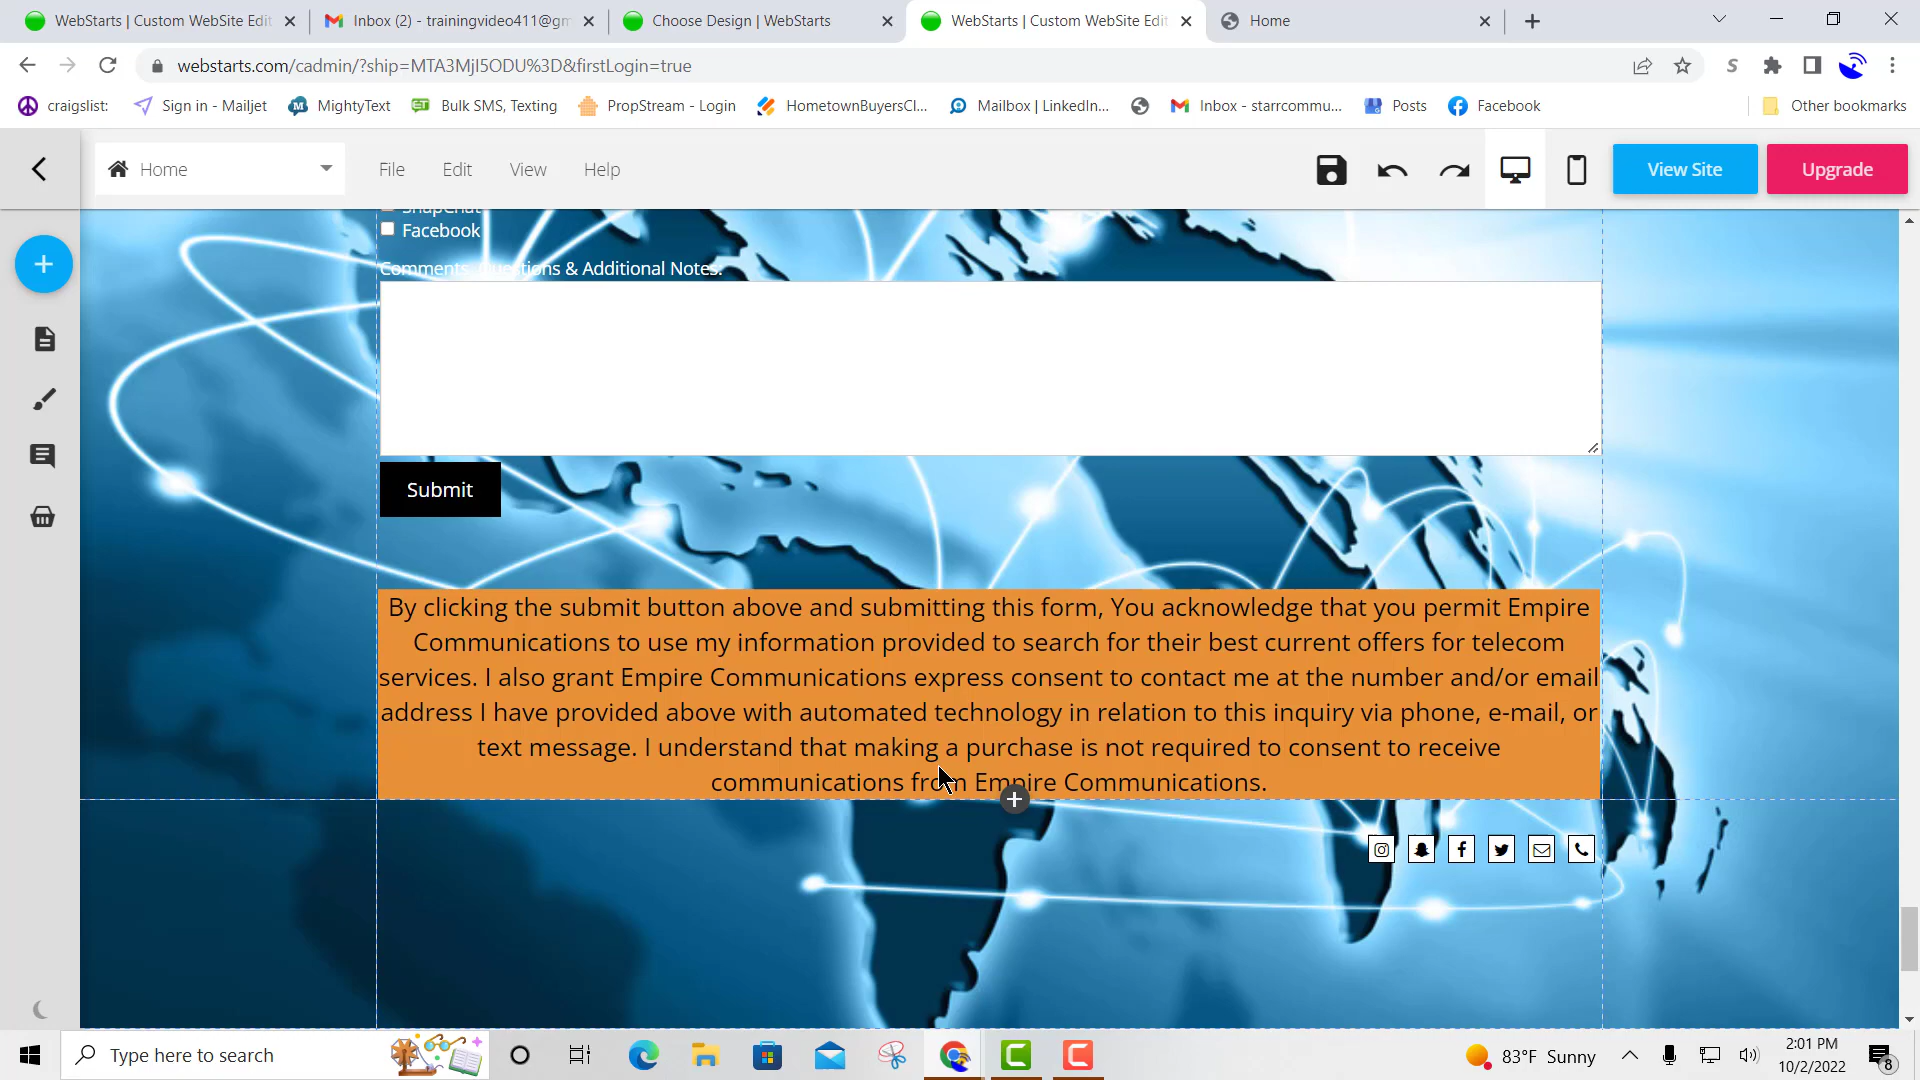 WebStarts | Custom WebSite Edit
Inbox (2) - trainingvideo411@gm
Choose Design | WebStarts
WebStarts | Custom WebSite Edit
Home
webstarts.com/cadmin/?ship=MTA3MjI5ODU%3D&firstLogin=true
S
craigslist:
Sign in - Mailjet
MightyText
Bulk SMS, Texting
PropStream - Login
HometownBuyersCl...
Mailbox | LinkedIn...
Inbox - starrcommu...
Posts
Facebook
Other bookmarks
Home
File
Edit
View
Help
View Site
Upgrade
SnapChat
Facebook
Comments, Questions & Additional Notes:
Submit
By clicking the submit button above and submitting this form, You acknowledge that you permit Empire
Communications to use my information provided to search for their best current offers for telecom
services. I also grant Empire Communications express consent to contact me at the number and/or email
address I have provided above with automated technology in relation to this inquiry via phone, e-mail, or
text message. I understand that making a purchase is not required to consent to receive
communications from Empire Communications.
Type here to search
83°F Sunny
2:01 PM
10/2/2022
8